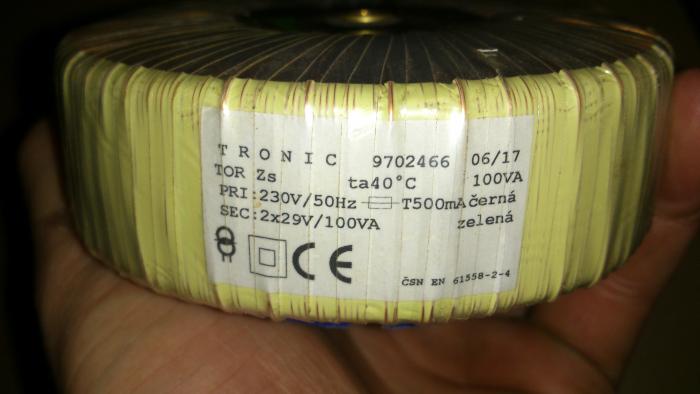 TRONIC 9702466 06/17
TOR Zs ta40°C 100VA
PRI:230V/50Hz T500mA černá
SEC:2x29V/100VA zelená
CE
ČSN EN 61558-2-4